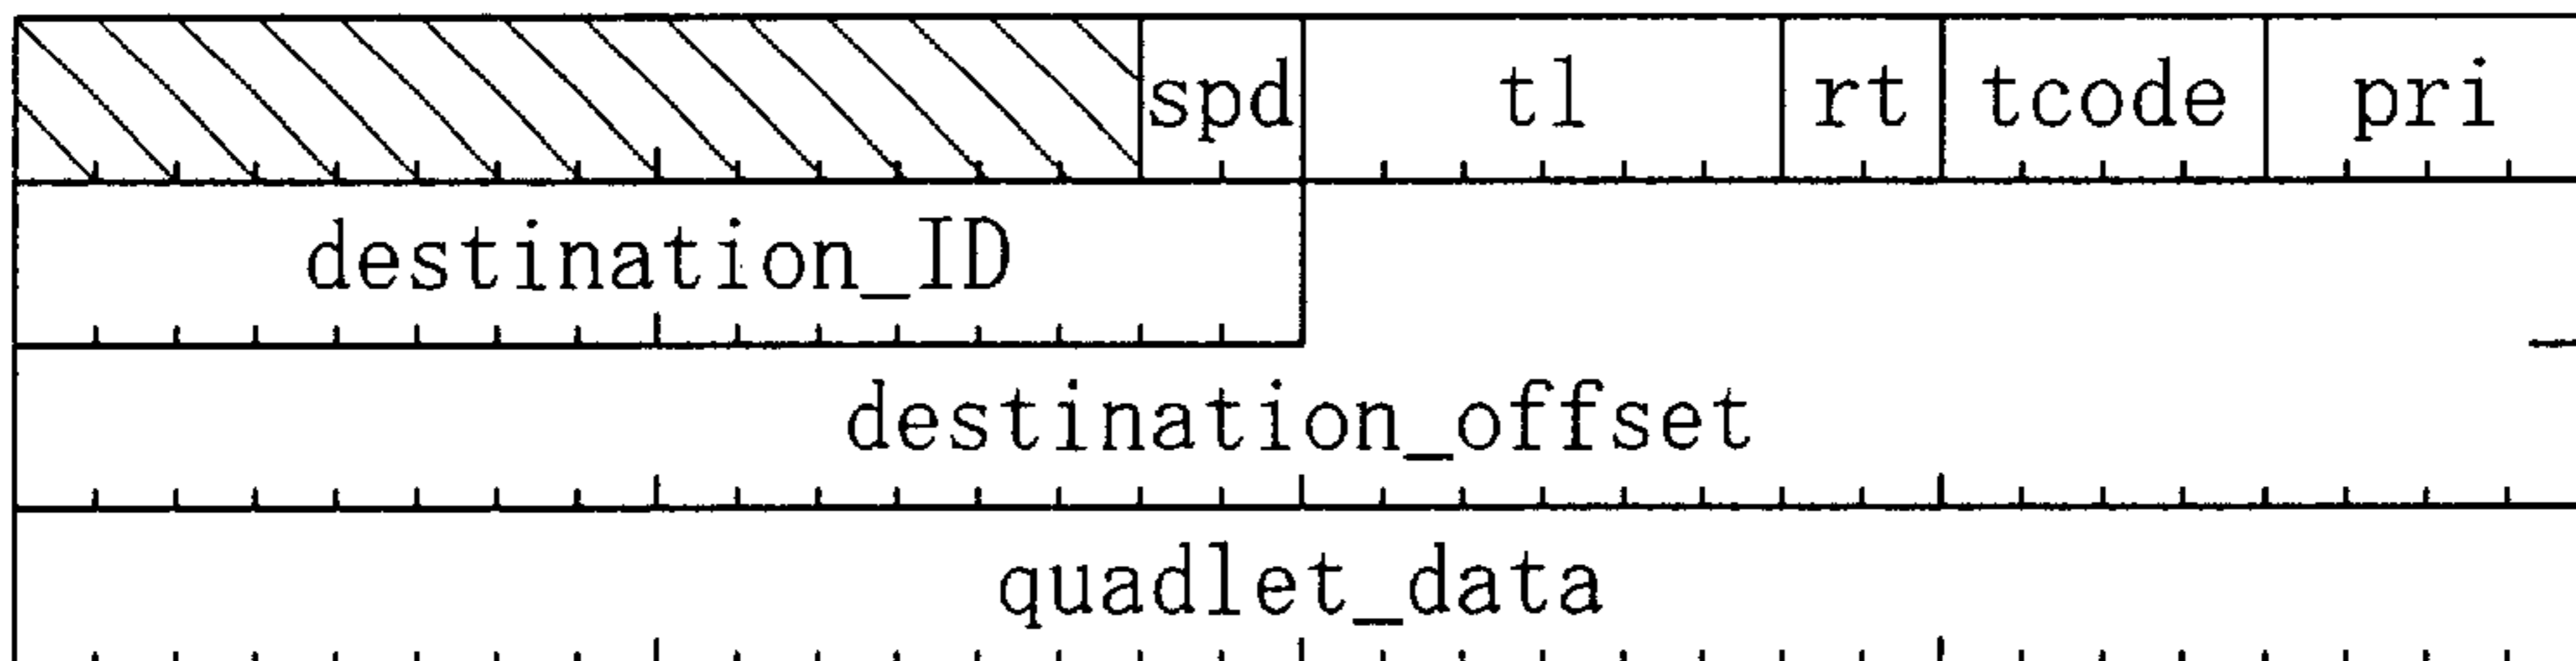 spd tl rt tcode pri
destination_ID
destination_offset
quadlet_data